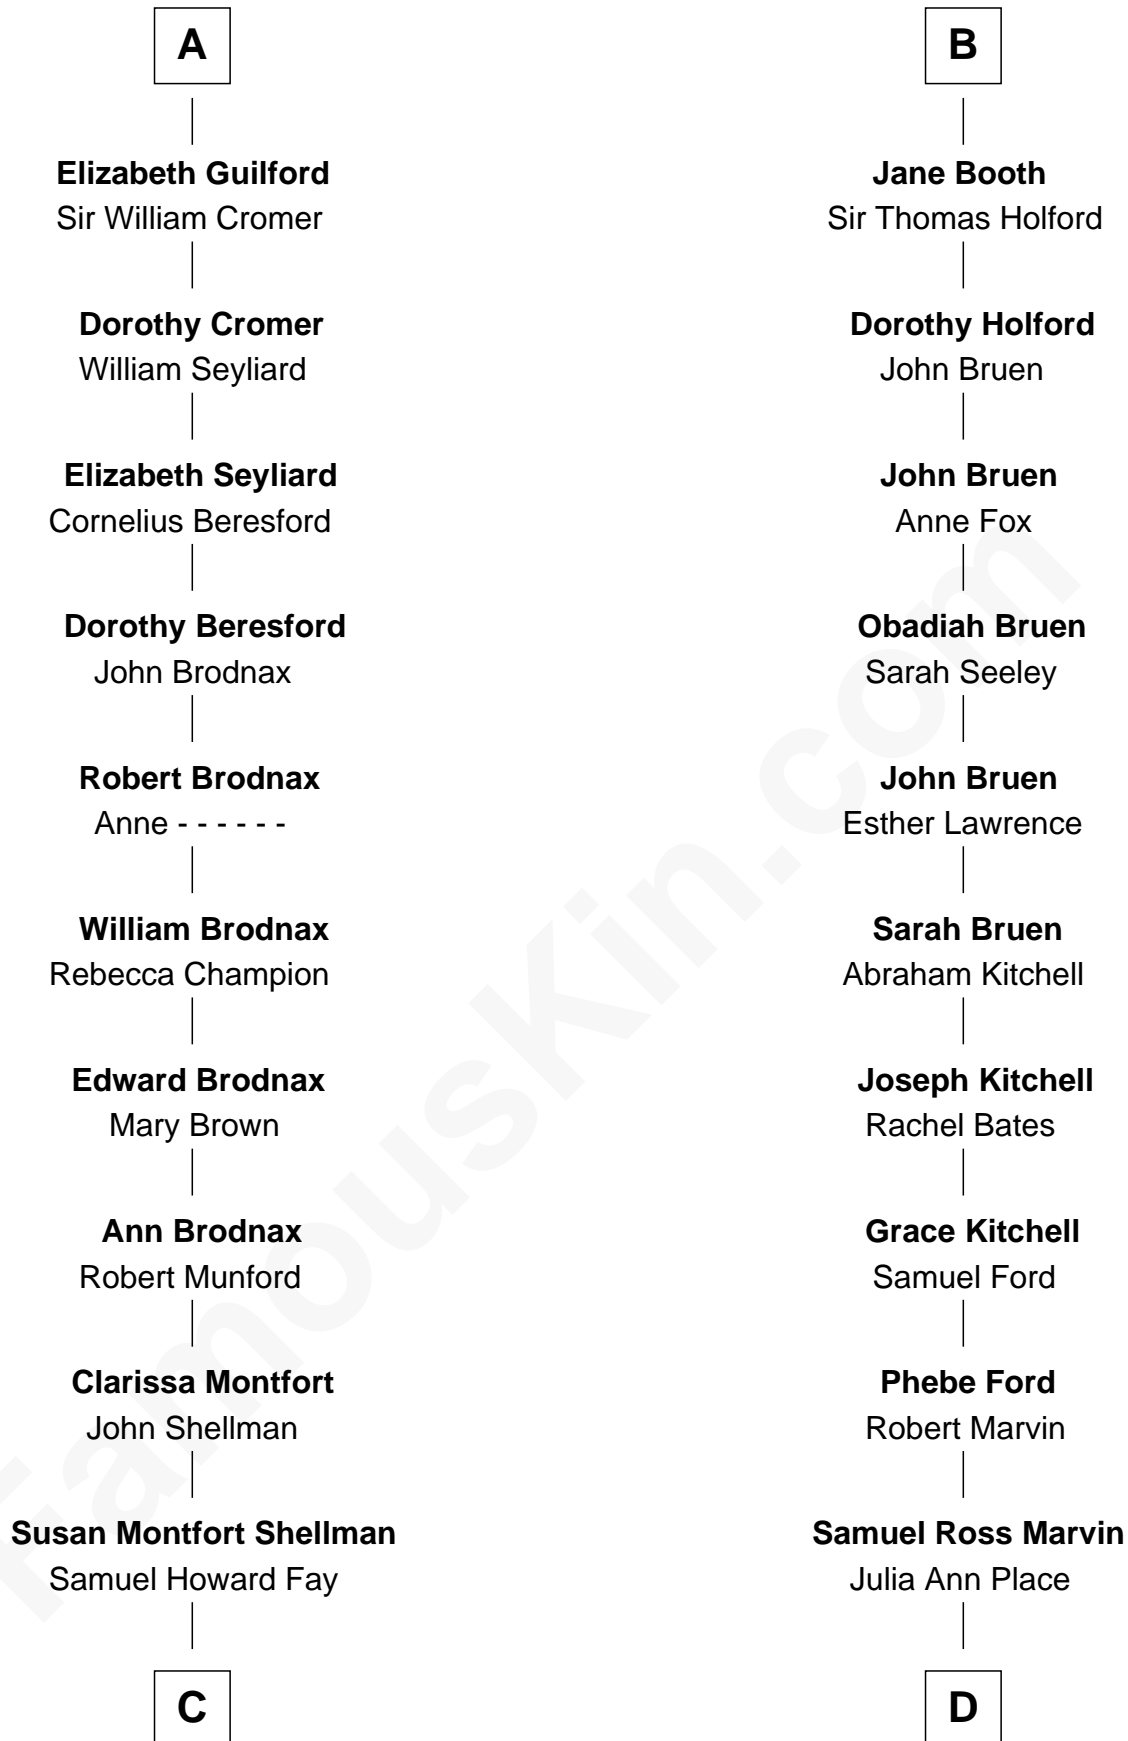 A
Elizabeth Guilford
Sir William Cromer
Dorothy Cromer
William Seyliard
Elizabeth Seyliard
Cornelius Beresford
Dorothy Beresford
John Brodnax
Robert Brodnax
Anne - - - - - -
William Brodnax
Rebecca Champion
Edward Brodnax
Mary Brown
Ann Brodnax
Robert Munford
Clarissa Montfort
John Shellman
Susan Montfort Shellman
Samuel Howard Fay
C
B
Jane Booth
Sir Thomas Holford
Dorothy Holford
John Bruen
John Bruen
Anne Fox
Obadiah Bruen
Sarah Seeley
John Bruen
Esther Lawrence
Sarah Bruen
Abraham Kitchell
Joseph Kitchell
Rachel Bates
Grace Kitchell
Samuel Ford
Phebe Ford
Robert Marvin
Samuel Ross Marvin
Julia Ann Place
D
FamousKin.com